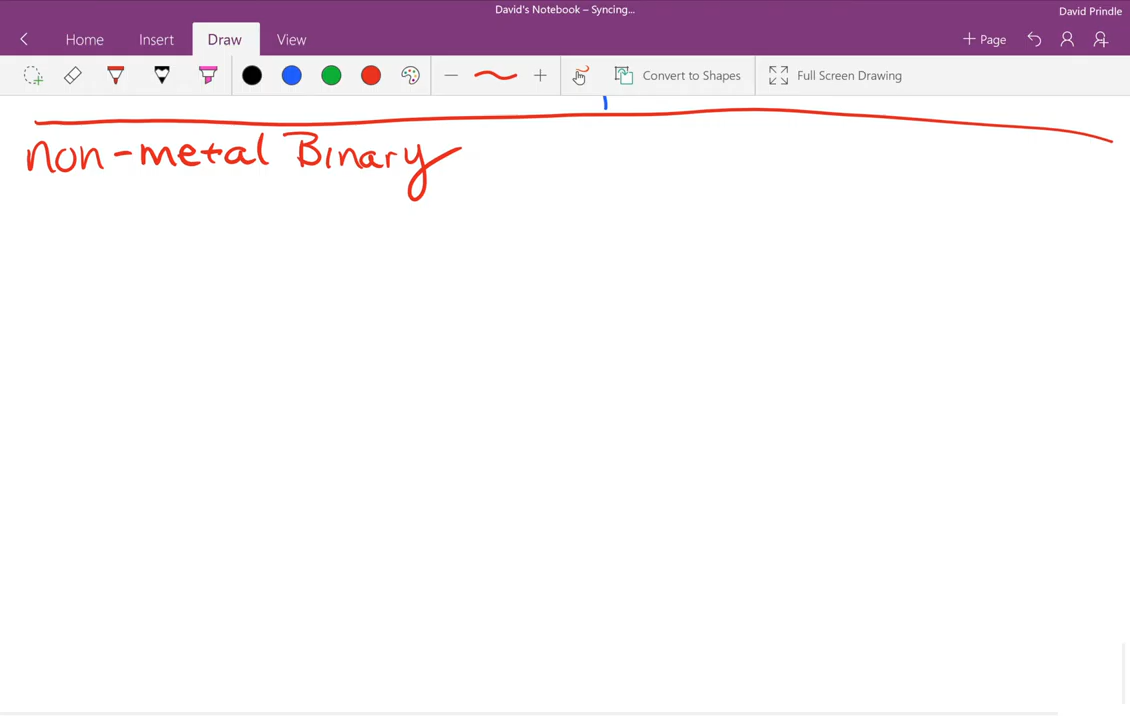 David's Notebook – Syncing...
David Prindle
Home Insert Draw View
Page
Convert to Shapes
Full Screen Drawing
non-metal Binary